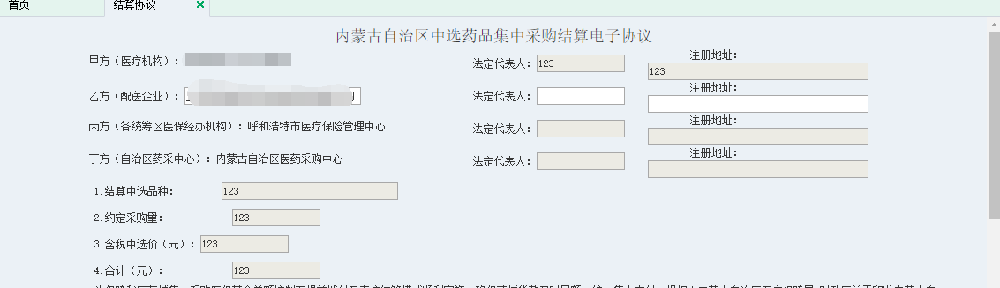 首页 结算协议
内蒙古自治区中选药品集中采购结算电子协议
甲方（医疗机构）： 法定代表人： 123 注册地址： 123
乙方（配送企业）： 法定代表人： 注册地址：
丙方（各统筹区医保经办机构）：呼和浩特市医疗保险管理中心 法定代表人： 注册地址：
丁方（自治区药采中心）：内蒙古自治区医药采购中心 法定代表人： 注册地址：
1.结算中选品种： 123
2.约定采购量： 123
3.含税中选价（元）： 123
4.合计（元）： 123